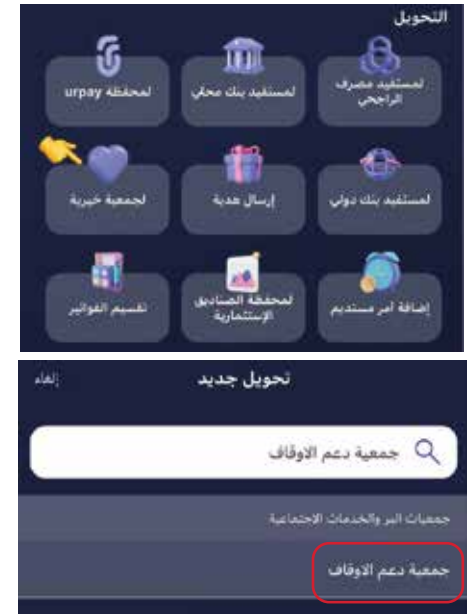 التحويل
لمستفيد مصرف
الراجحي
لمستفيد بنك محلي
لمحفظة urpay
لمستفيد بنك دولي
إرسال هدية
لجمعية خيرية
إضافة أمر مستديم
لمحفظة الصناديق
الإستثمارية
تقسيم الفواتير
تحويل جديد
إلغاء
جمعية دعم الاوقاف
جمعيات البر والخدمات الاجتماعية
جمعية دعم الاوقاف